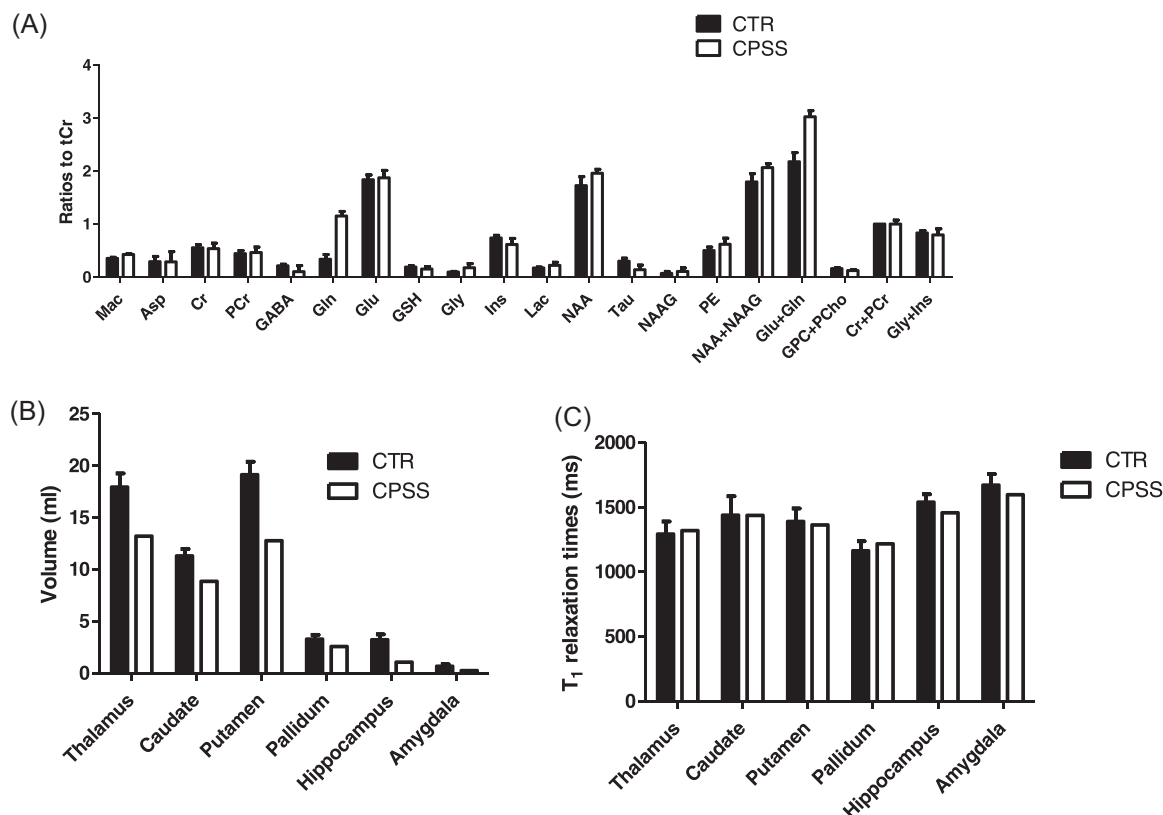 (A)
CTR
CPSS
Ratios to tCr
4
3
2
1
0
Mac
Asp
Cr
PCr
GABA
Gln
Glu
GSH
Gly
Ins
Lac
NAA
Tau
NAAG
PE
NAA+NAAG
Glu+Gln
GPC+PCho
Cr+PCr
Gly+Ins
(B)
Volume (ml)
25
20
15
10
5
0
CTR
CPSS
Thalamus
Caudate
Putamen
Pallidum
Hippocampus
Amygdala
(C)
T₁ relaxation times (ms)
2000
1500
1000
500
0
CTR
CPSS
Thalamus
Caudate
Putamen
Pallidum
Hippocampus
Amygdala